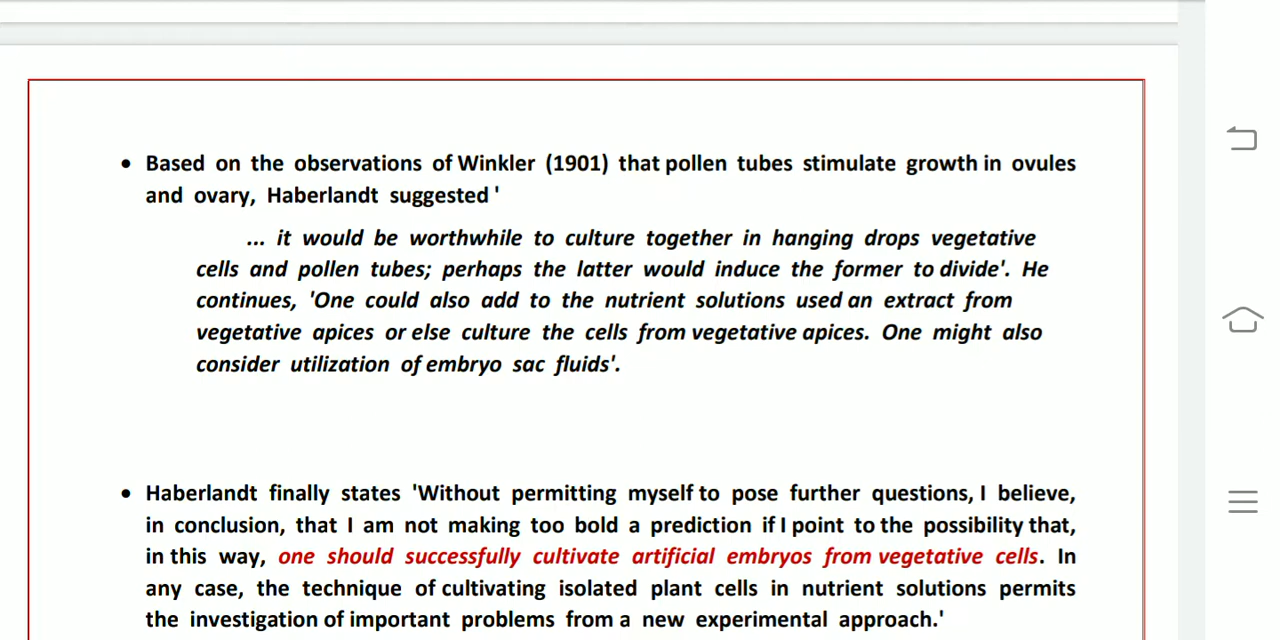 • Based on the observations of Winkler (1901) that pollen tubes stimulate growth in ovules
and ovary, Haberlandt suggested '
... it would be worthwhile to culture together in hanging drops vegetative
cells and pollen tubes; perhaps the latter would induce the former to divide'. He
continues, 'One could also add to the nutrient solutions used an extract from
vegetative apices or else culture the cells from vegetative apices. One might also
consider utilization of embryo sac fluids'.
• Haberlandt finally states 'Without permitting myself to pose further questions, I believe,
in conclusion, that I am not making too bold a prediction if I point to the possibility that,
in this way, one should successfully cultivate artificial embryos from vegetative cells. In
any case, the technique of cultivating isolated plant cells in nutrient solutions permits
the investigation of important problems from a new experimental approach.'